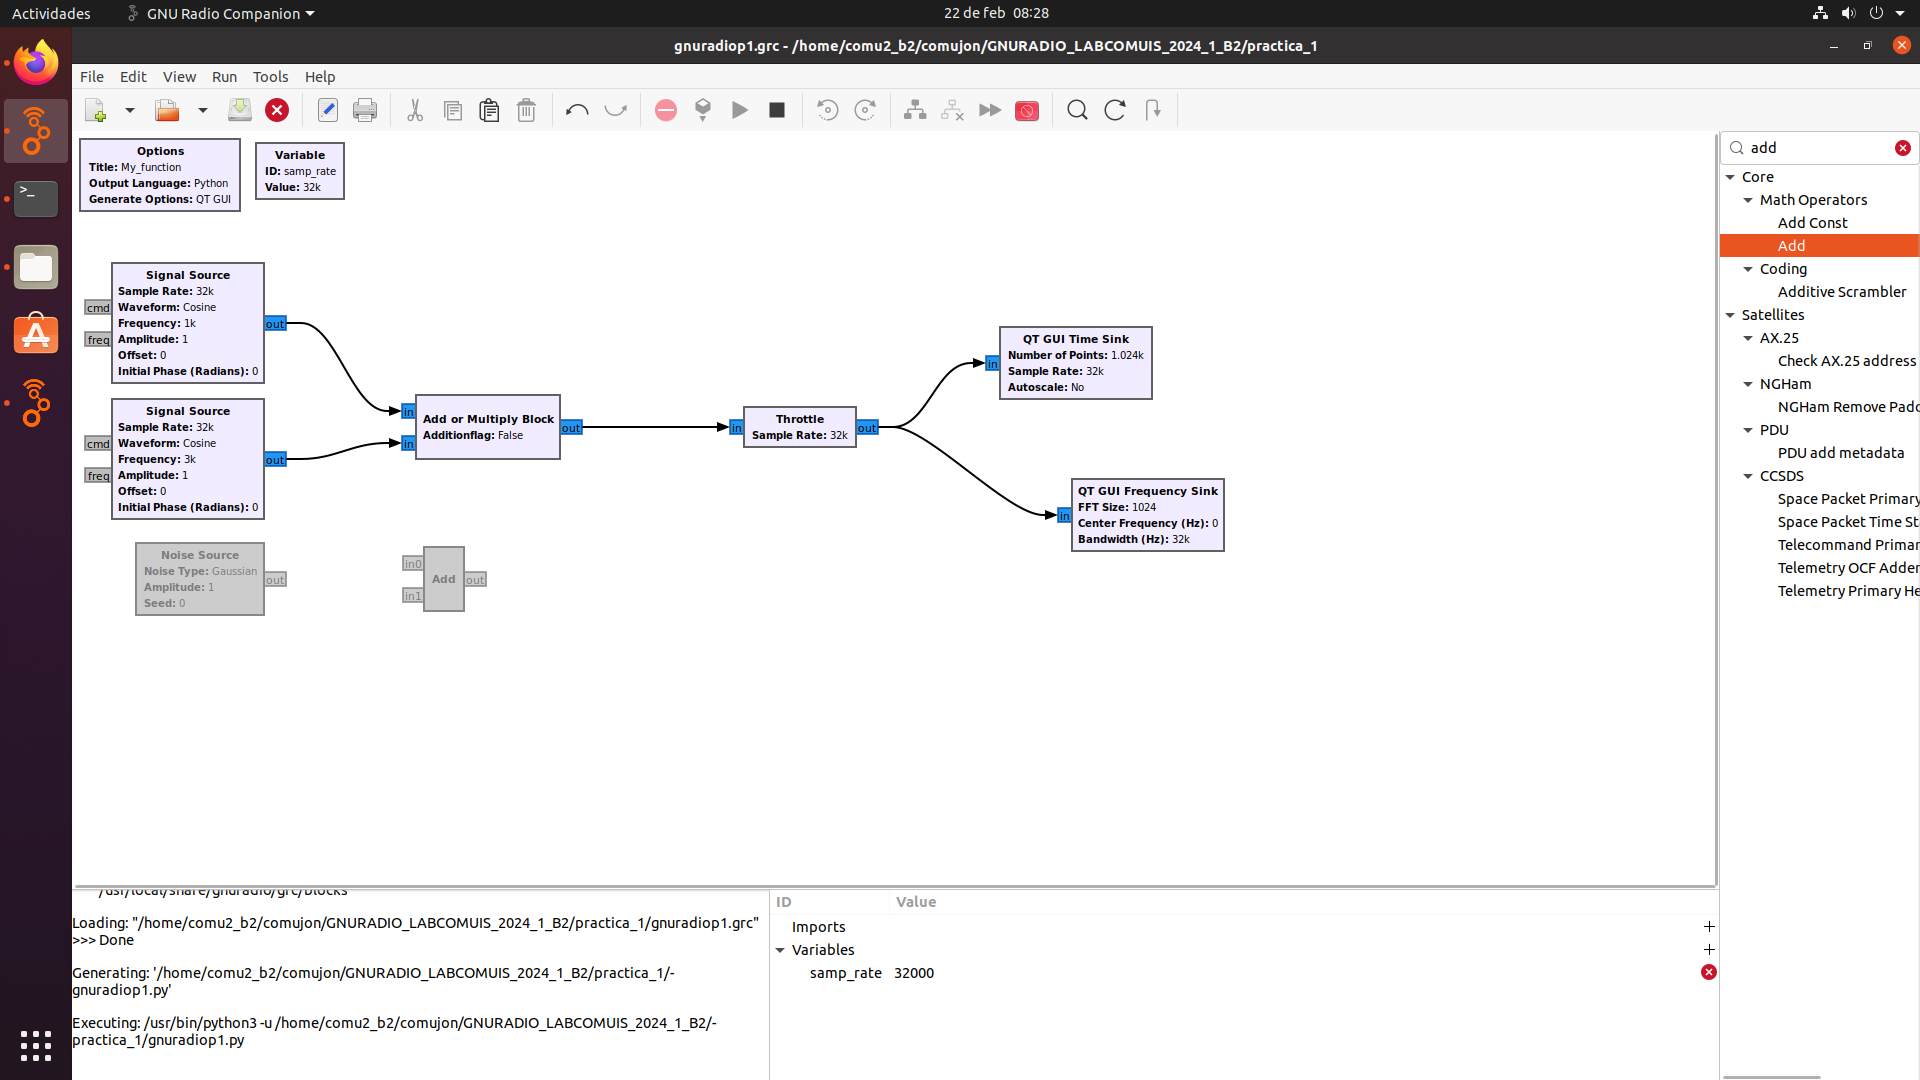 Actividades
GNU Radio Companion
22 de feb 08:28
gnuradiop1.grc - /home/comu2_b2/comujon/GNURADIO_LABCOMUIS_2024_1_B2/practica_1
File Edit View Run Tools Help
Options
Title: My_function
Output Language: Python
Generate Options: QT GUI
Variable
ID: samp_rate
Value: 32k
Signal Source
Sample Rate: 32k
Waveform: Cosine
Frequency: 1k
Amplitude: 1
Offset: 0
Initial Phase (Radians): 0
cmd
freq
out
Signal Source
Sample Rate: 32k
Waveform: Cosine
Frequency: 3k
Amplitude: 1
Offset: 0
Initial Phase (Radians): 0
cmd
freq
out
Noise Source
Noise Type: Gaussian
Amplitude: 1
Seed: 0
out
in
in
Add or Multiply Block
Additionflag: False
out
in0
in1
Add
out
in
Throttle
Sample Rate: 32k
out
in
QT GUI Time Sink
Number of Points: 1.024k
Sample Rate: 32k
Autoscale: No
in
QT GUI Frequency Sink
FFT Size: 1024
Center Frequency (Hz): 0
Bandwidth (Hz): 32k
add
Core
Math Operators
Add Const
Add
Coding
Additive Scrambler
Satellites
AX.25
Check AX.25 address
NGHam
NGHam Remove Padd
PDU
PDU add metadata
CCSDS
Space Packet Primary
Space Packet Time Sta
Telecommand Primar
Telemetry OCF Adder
Telemetry Primary He
/usr/local/share/gnuradio/grc/blocks
Loading: "/home/comu2_b2/comujon/GNURADIO_LABCOMUIS_2024_1_B2/practica_1/gnuradiop1.grc"
>>> Done
Generating: '/home/comu2_b2/comujon/GNURADIO_LABCOMUIS_2024_1_B2/practica_1/-
gnuradiop1.py'
Executing: /usr/bin/python3 -u /home/comu2_b2/comujon/GNURADIO_LABCOMUIS_2024_1_B2/-
practica_1/gnuradiop1.py
ID Value
Imports
Variables
samp_rate 32000